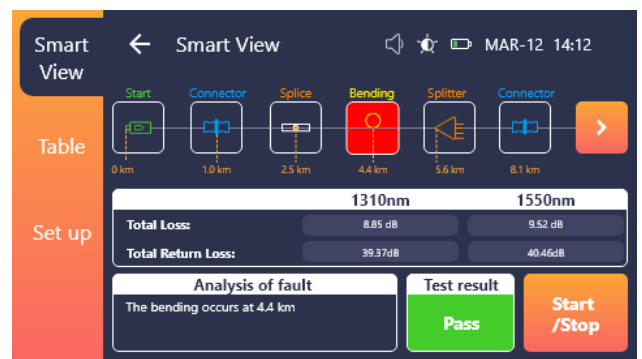 Smart View
Smart View
MAR-12 14:12
Table
Set up
Start Connector Splice Bending Splitter Connector
0 km 1.0 km 2.5 km 4.4 km 5.6 km 8.1 km
1310nm 1550nm
Total Loss: 8.85 dB 9.52 dB
Total Return Loss: 39.37dB 40.46dB
Analysis of fault
The bending occurs at 4.4 km
Test result
Pass
Start
/Stop